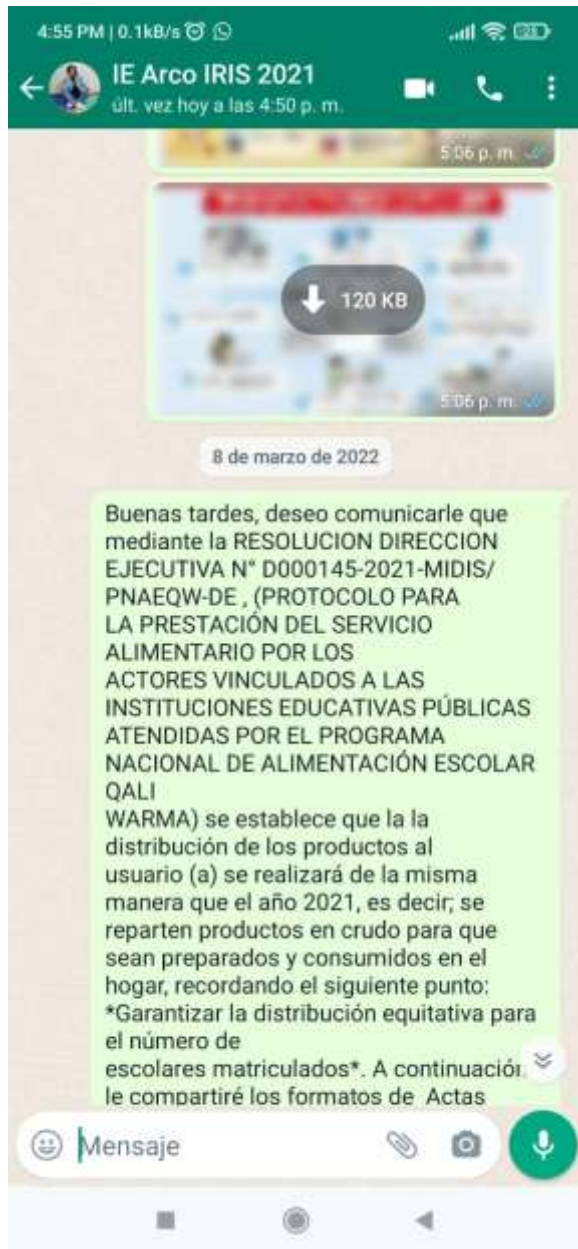 4:55 PM | 0.1kB/s
23
IE Arco IRIS 2021
últ. vez hoy a las 4:50 p. m.
5:06 p. m.
120 KB
5:06 p. m.
8 de marzo de 2022
Buenas tardes, deseo comunicarle que
mediante la RESOLUCION DIRECCION
EJECUTIVA N° D000145-2021-MIDIS/
PNAEQW-DE , (PROTOCOLO PARA
LA PRESTACIÓN DEL SERVICIO
ALIMENTARIO POR LOS
ACTORES VINCULADOS A LAS
INSTITUCIONES EDUCATIVAS PÚBLICAS
ATENDIDAS POR EL PROGRAMA
NACIONAL DE ALIMENTACIÓN ESCOLAR
QALI
WARMA) se establece que la la
distribución de los productos al
usuario (a) se realizará de la misma
manera que el año 2021, es decir; se
reparten productos en crudo para que
sean preparados y consumidos en el
hogar, recordando el siguiente punto:
*Garantizar la distribución equitativa para
el número de
escolares matriculados*. A continuación
le compartiré los formatos de Actas
Mensaje